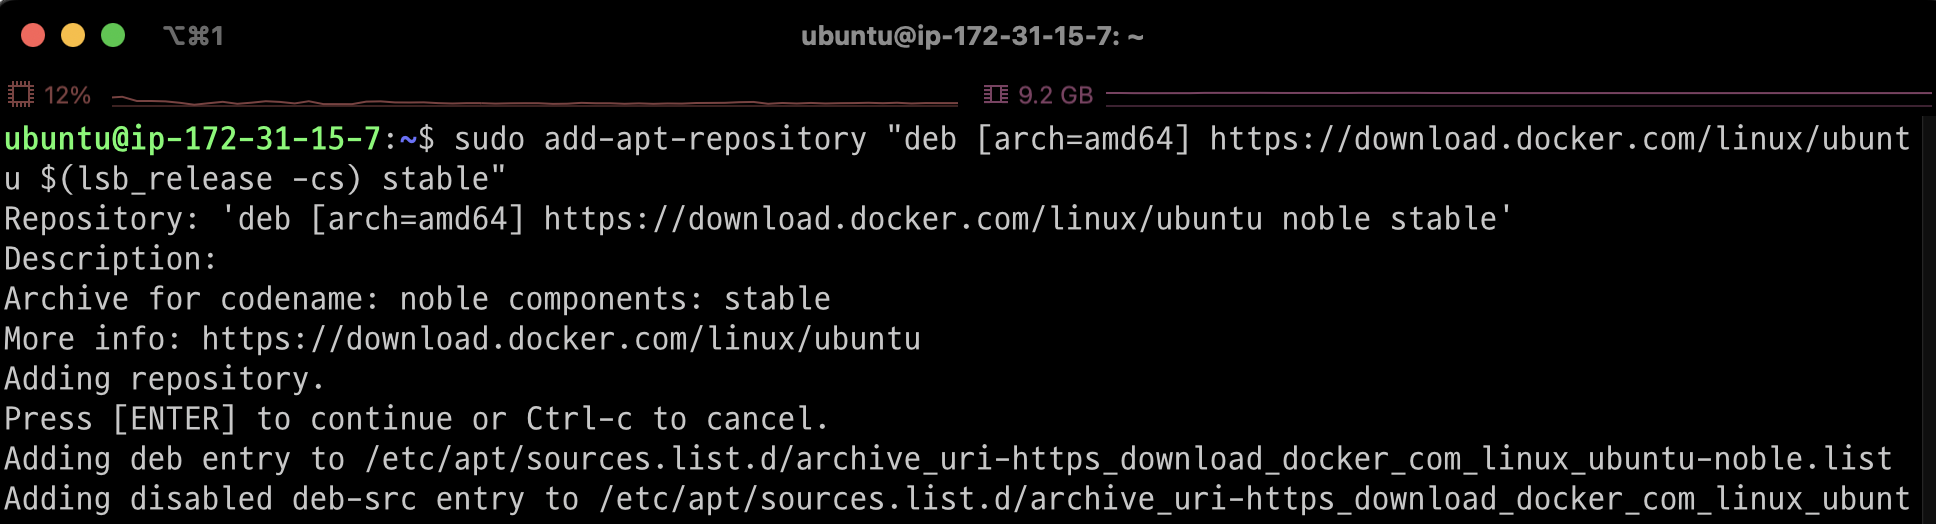 ⌥⌘1 ubuntu@ip-172-31-15-7: ~
12% 9.2 GB
ubuntu@ip-172-31-15-7:~$ sudo add-apt-repository "deb [arch=amd64] https://download.docker.com/linux/ubunt
u $(lsb_release -cs) stable"
Repository: 'deb [arch=amd64] https://download.docker.com/linux/ubuntu noble stable'
Description:
Archive for codename: noble components: stable
More info: https://download.docker.com/linux/ubuntu
Adding repository.
Press [ENTER] to continue or Ctrl-c to cancel.
Adding deb entry to /etc/apt/sources.list.d/archive_uri-https_download_docker_com_linux_ubuntu-noble.list
Adding disabled deb-src entry to /etc/apt/sources.list.d/archive_uri-https_download_docker_com_linux_ubunt